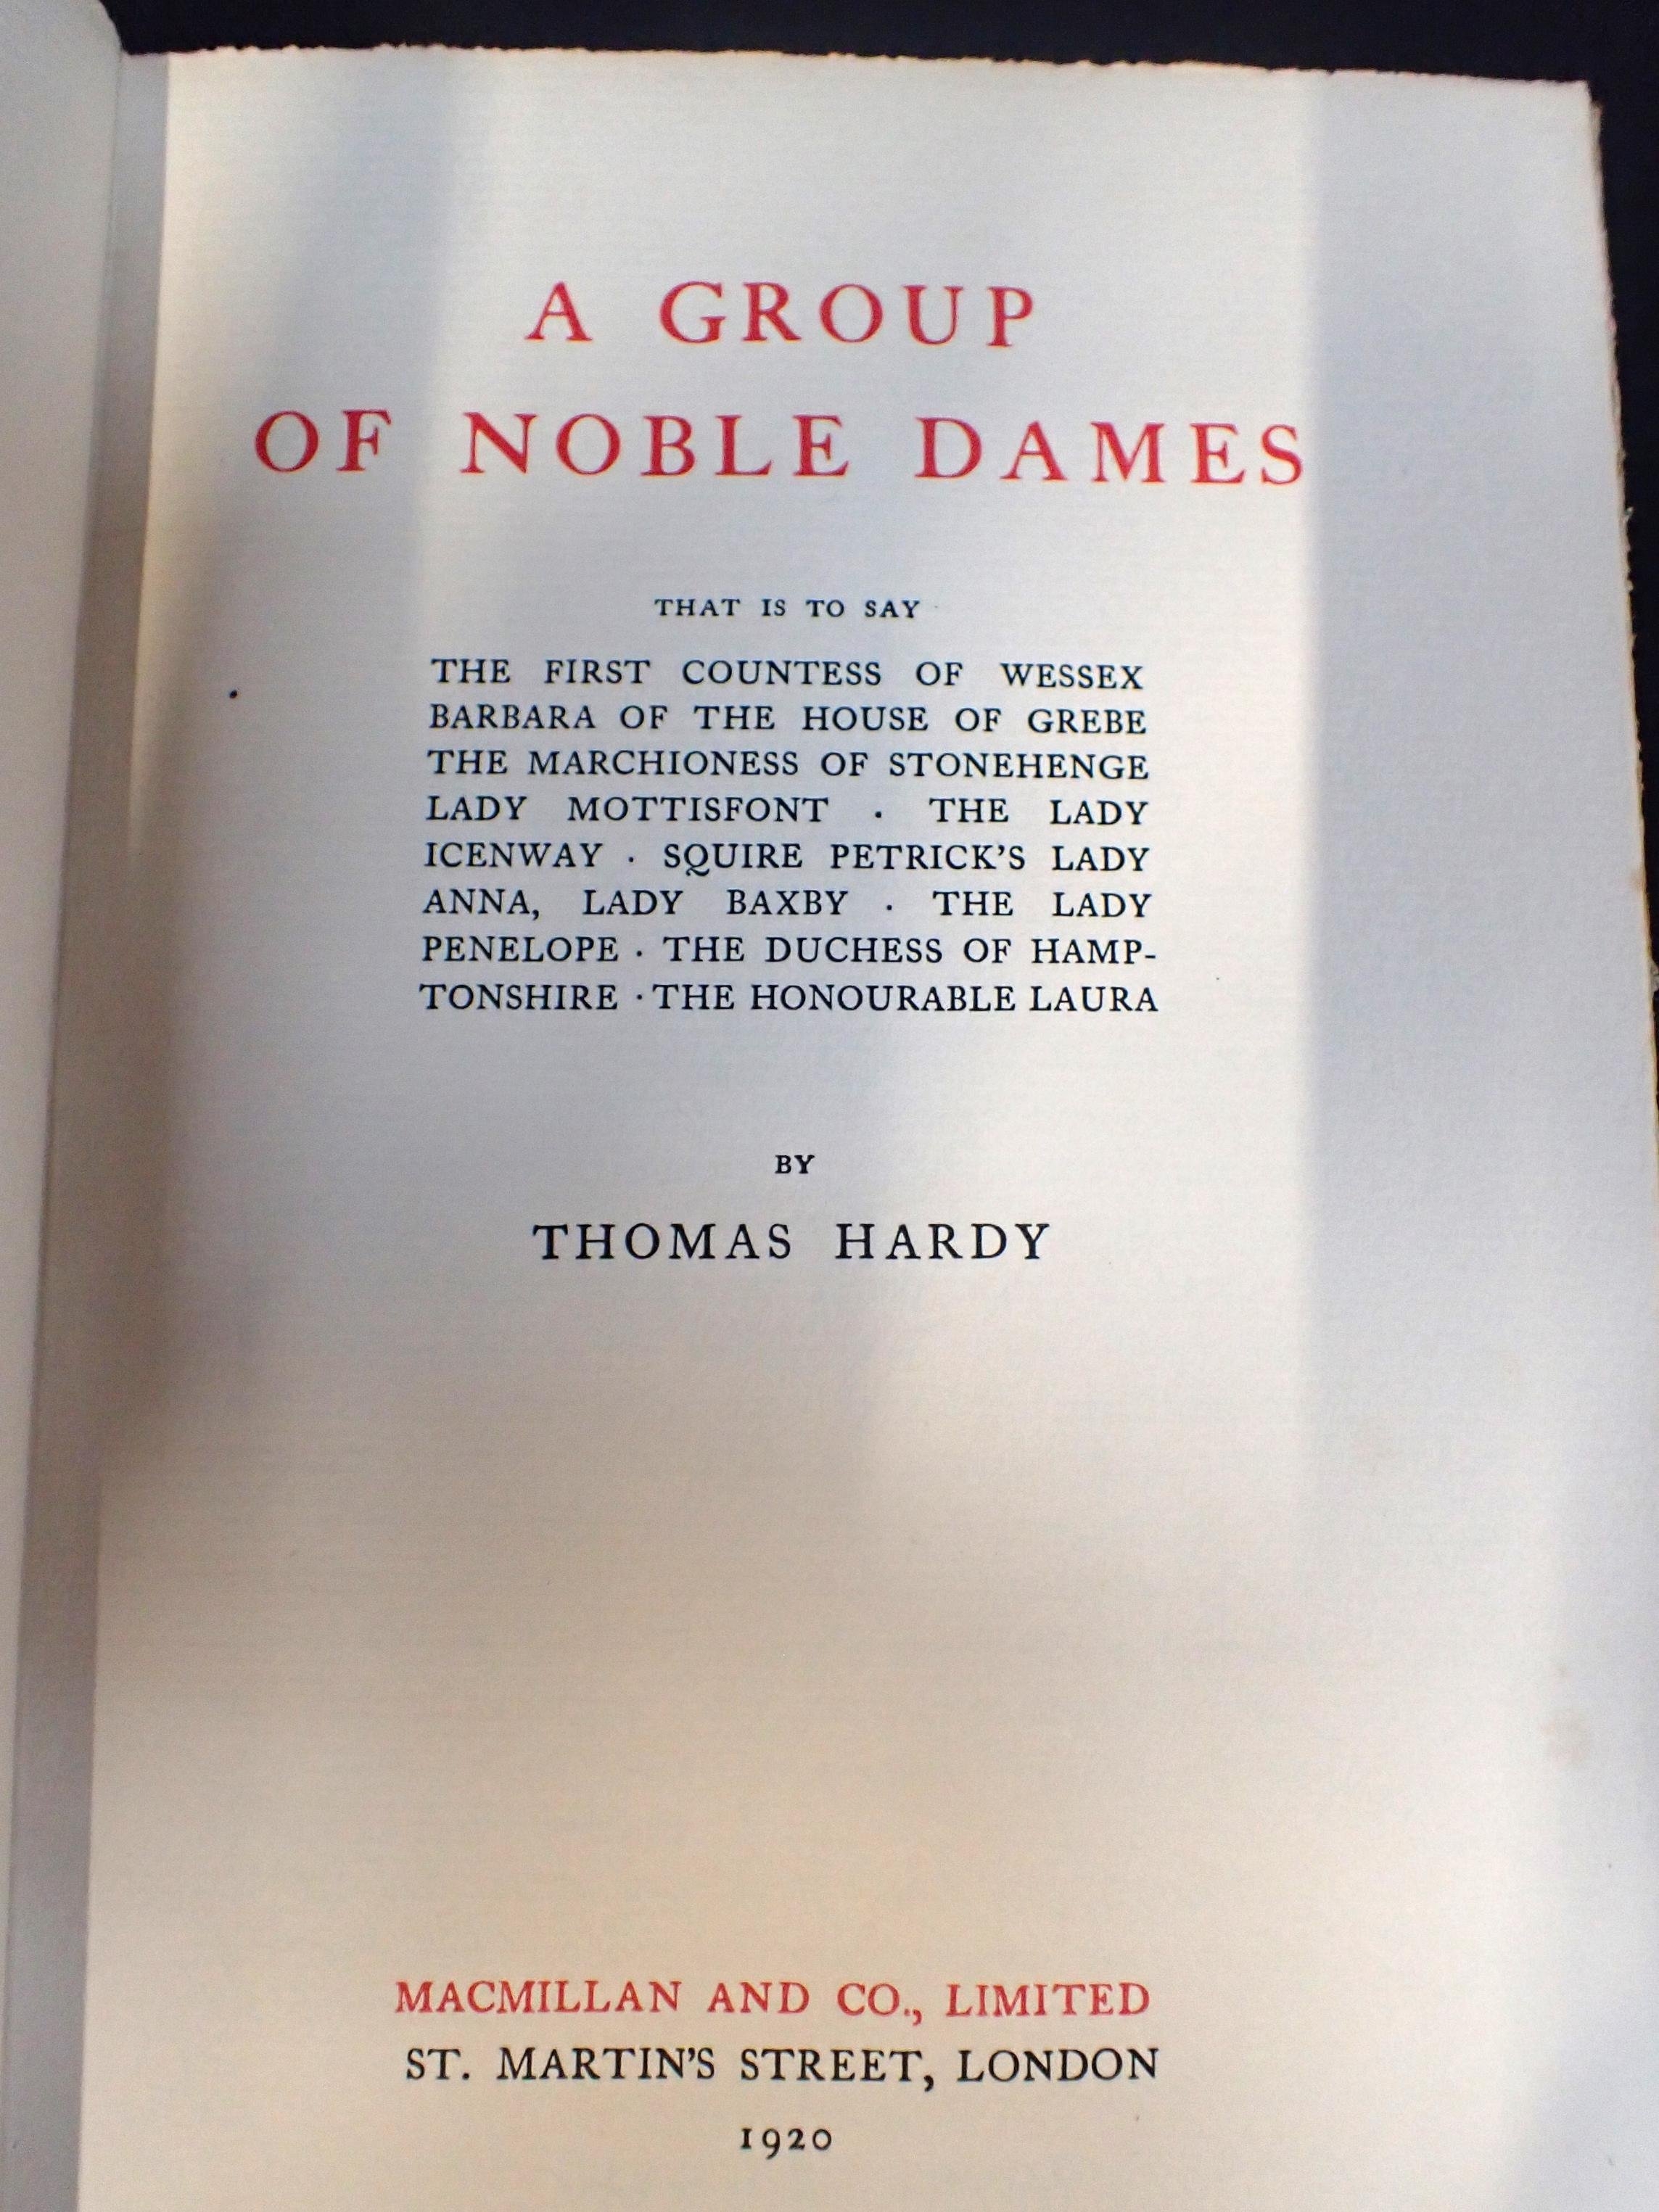 A GROUP
OF NOBLE DAMES
THAT IS TO SAY
THE FIRST COUNTESS OF WESSEX
BARBARA OF THE HOUSE OF GREBE
THE MARCHIONESS OF STONEHENGE
LADY MOTTISFONT · THE LADY
ICENWAY · SQUIRE PETRICK'S LADY
ANNA, LADY BAXBY · THE LADY
PENELOPE · THE DUCHESS OF HAMP-
TONSHIRE · THE HONOURABLE LAURA
BY
THOMAS HARDY
MACMILLAN AND CO., LIMITED
ST. MARTIN'S STREET, LONDON
1920